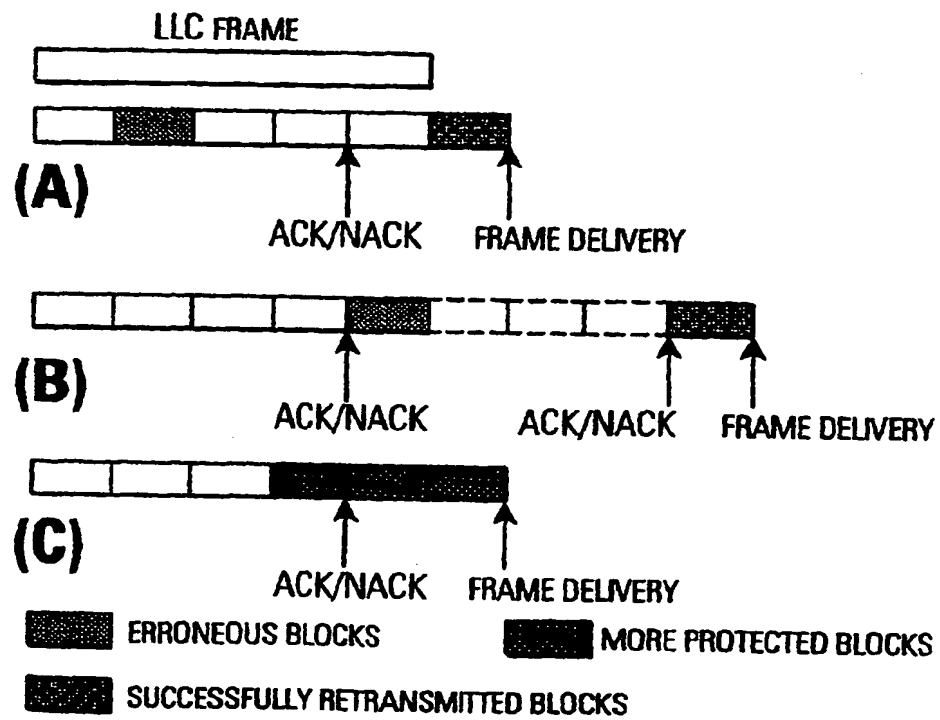 LLC FRAME
(A)
ACK/NACK FRAME DELIVERY
(B)
ACK/NACK ACK/NACK FRAME DELIVERY
(C)
ACK/NACK FRAME DELIVERY
ERRONEOUS BLOCKS MORE PROTECTED BLOCKS
SUCCESSFULLY RETRANSMITTED BLOCKS